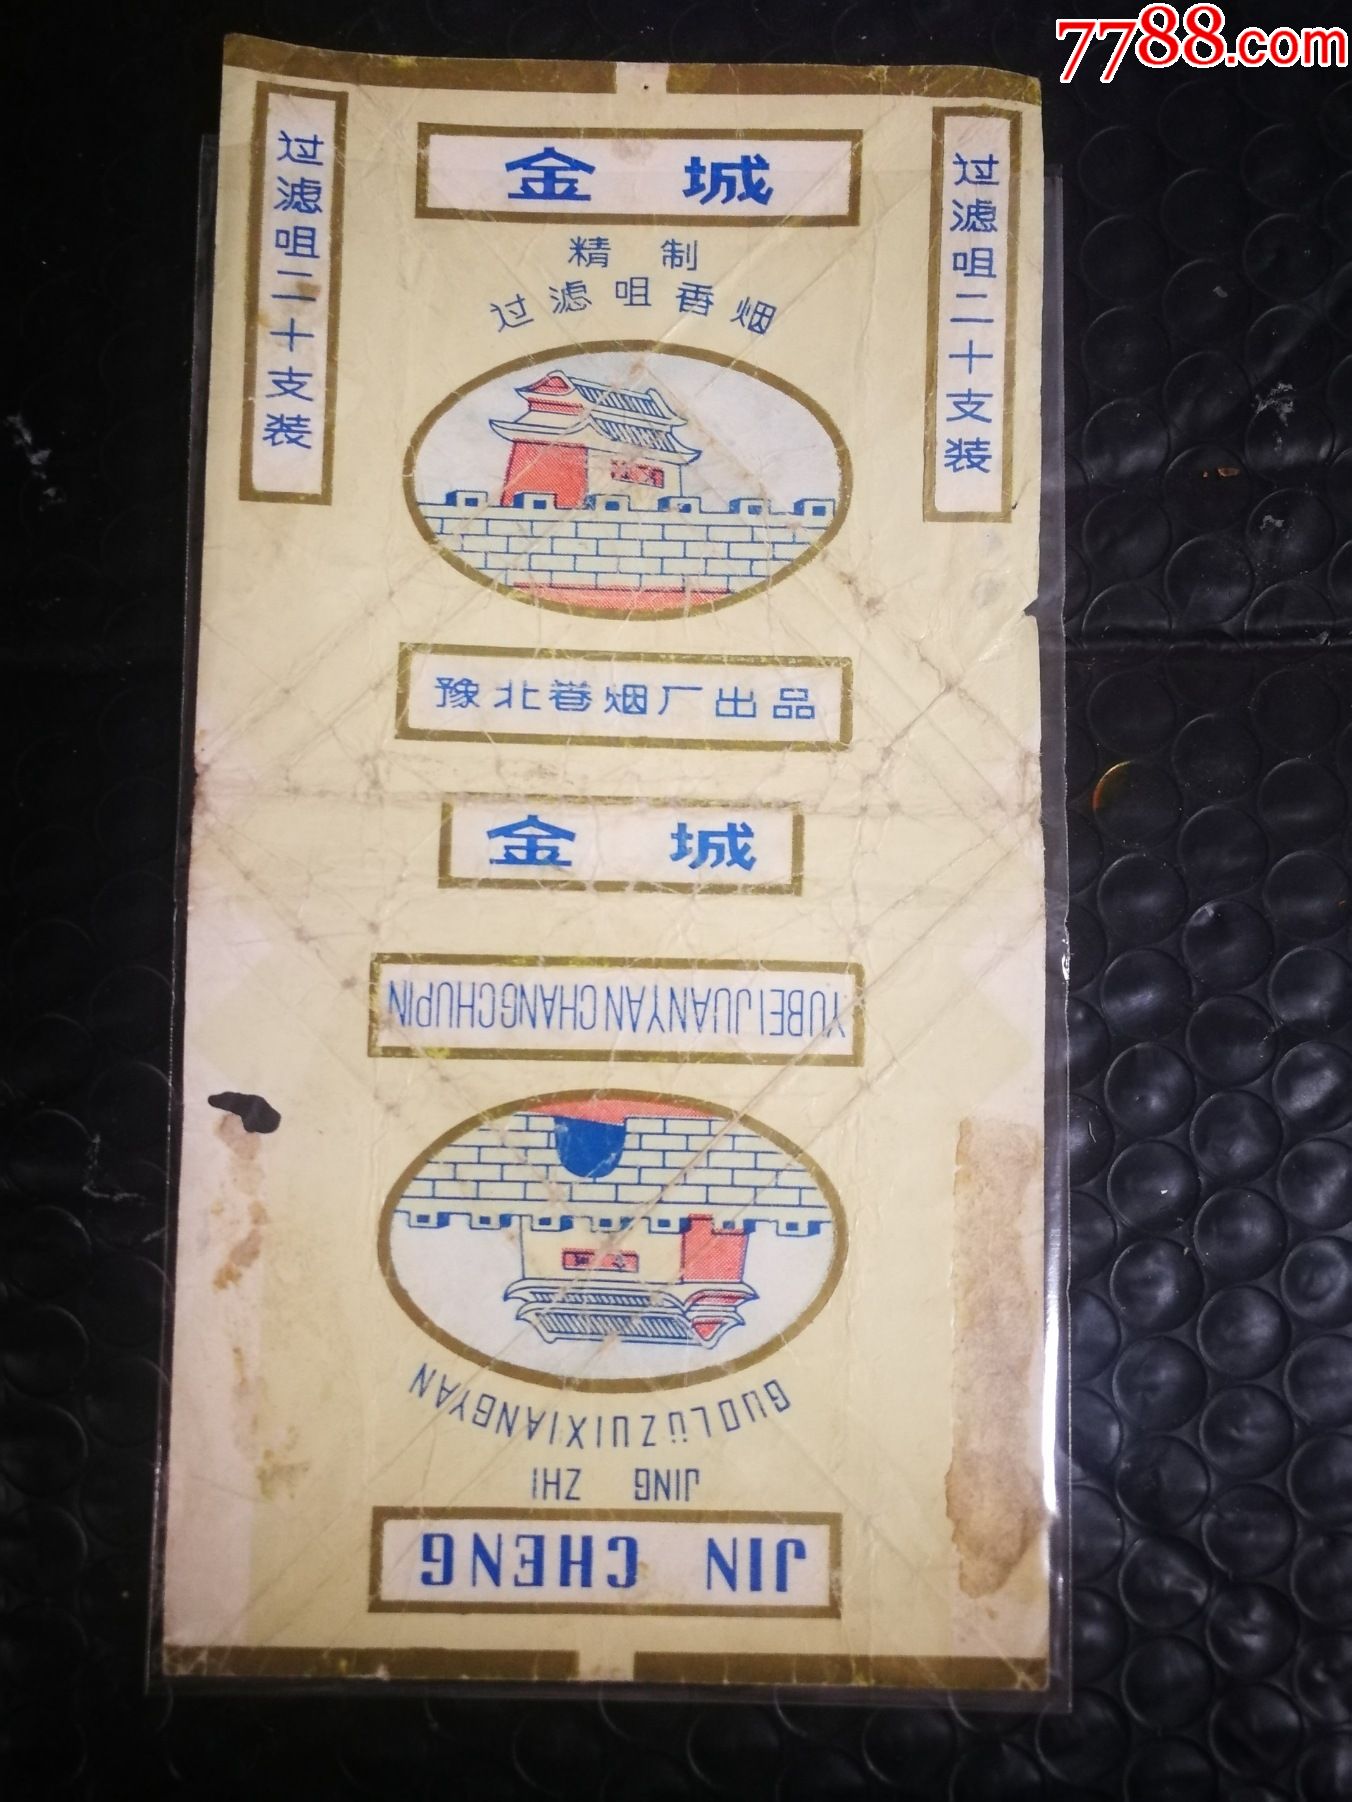 7788.com
过滤咀二十支装
金城
过滤咀二十支装
精制
过滤咀香烟
豫北卷烟厂出品
金城
YUBEIJUANYANCHANGCHUPIN
GUOLÜZUIXIANGYAN
JING ZHI
JIN CHENG